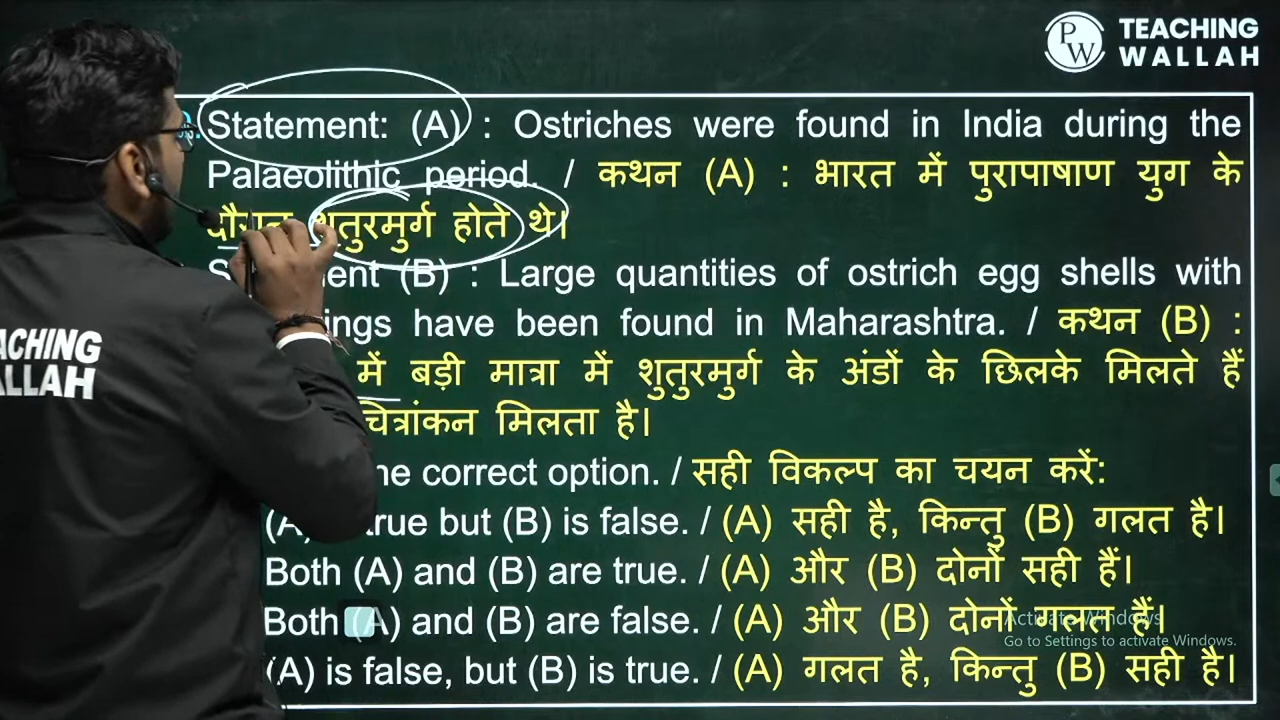 TEACHING
WALLAH
Statement: (A) : Ostriches were found in India during the
Palaeolithic period. / कथन (A) : भारत में पुरापाषाण युग के
शुतुरमुर्ग होते थे।
(B) : Large quantities of ostrich egg shells with
have been found in Maharashtra. / कथन (B) :
में बड़ी मात्रा में शुतुरमुर्ग के अंडों के छिलके मिलते हैं
चित्रांकन मिलता है।
correct option. / सही विकल्प का चयन करें:
true but (B) is false. / (A) सही है, किन्तु (B) गलत है।
Both (A) and (B) are true. / (A) और (B) दोनों सही हैं।
Both (A) and (B) are false. / (A) और (B) दोनों गलत हैं।
(A) is false, but (B) is true. / (A) गलत है, किन्तु (B) सही है।
Activate Windows
Go to Settings to activate Windows.